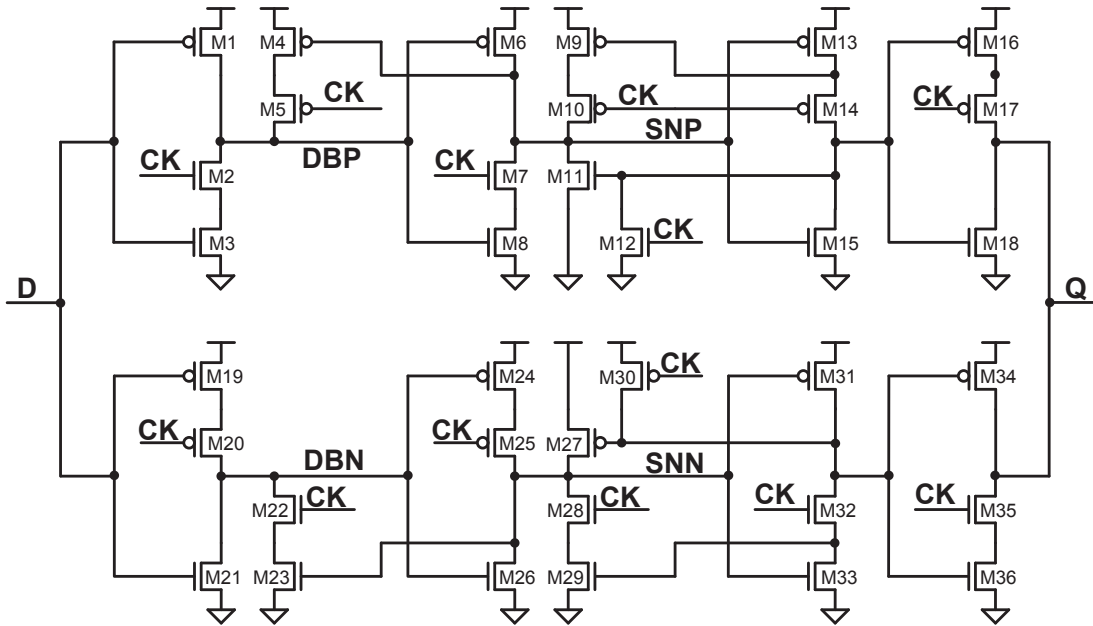 M1
M4
M6
M9
M13
M16
M5
CK
M10
CK
M14
CK
M17
DBP
SNP
CK
M2
CK
M7
M11
M3
M8
M12
CK
M15
M18
D
Q
M19
M24
M30
CK
M31
M34
CK
M20
CK
M25
M27
DBN
SNN
M22
CK
M28
CK
CK
M32
CK
M35
M21
M23
M26
M29
M33
M36